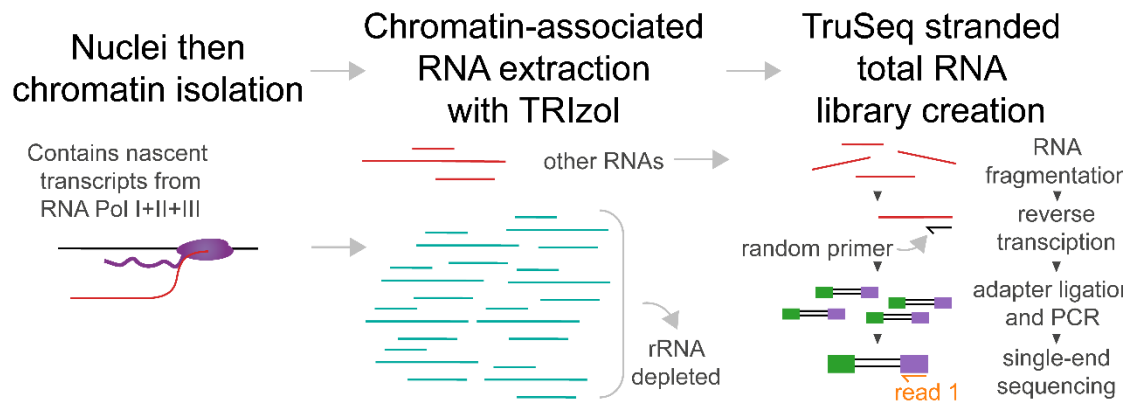 Nuclei then
chromatin isolation
Chromatin-associated
RNA extraction
with TRIzol
TruSeq stranded
total RNA
library creation
Contains nascent
transcripts from
RNA Pol I+II+III
other RNAs
rRNA
depleted
RNA
fragmentation
reverse
transciption
random primer
adapter ligation
and PCR
single-end
sequencing
read 1